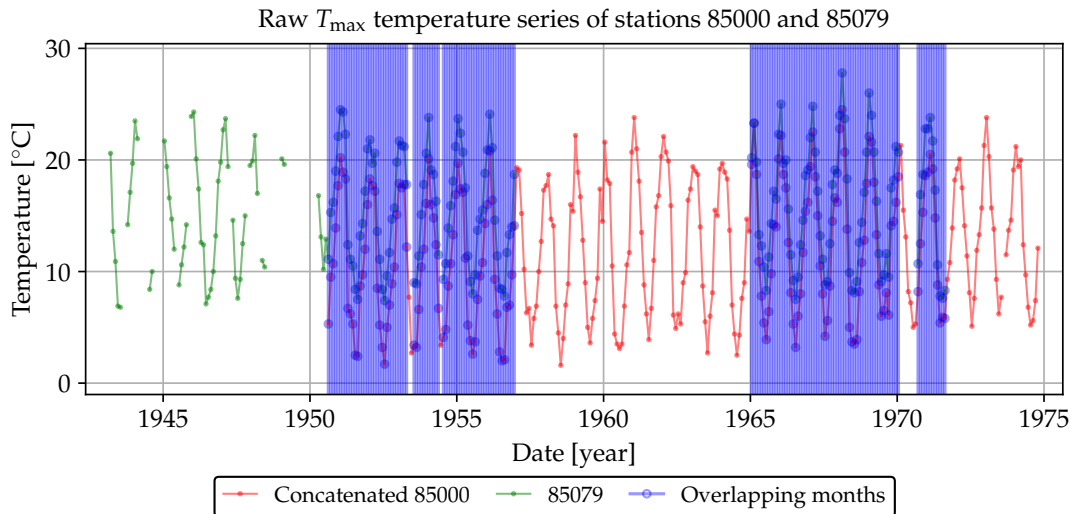 Raw T_max temperature series of stations 85000 and 85079
Temperature [°C]
30
20
10
0
1945 1950 1955 1960 1965 1970 1975
Date [year]
Concatenated 85000 85079 Overlapping months